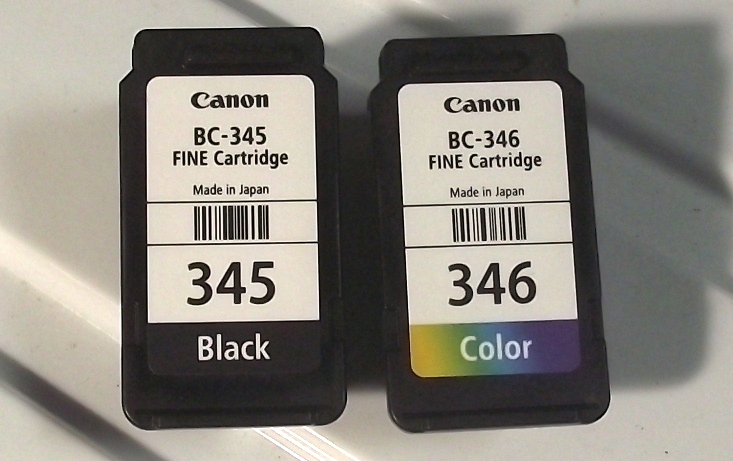 Canon
BC-345
FINE Cartridge
Made in Japan
345
Black
Canon
BC-346
FINE Cartridge
Made in Japan
346
Color